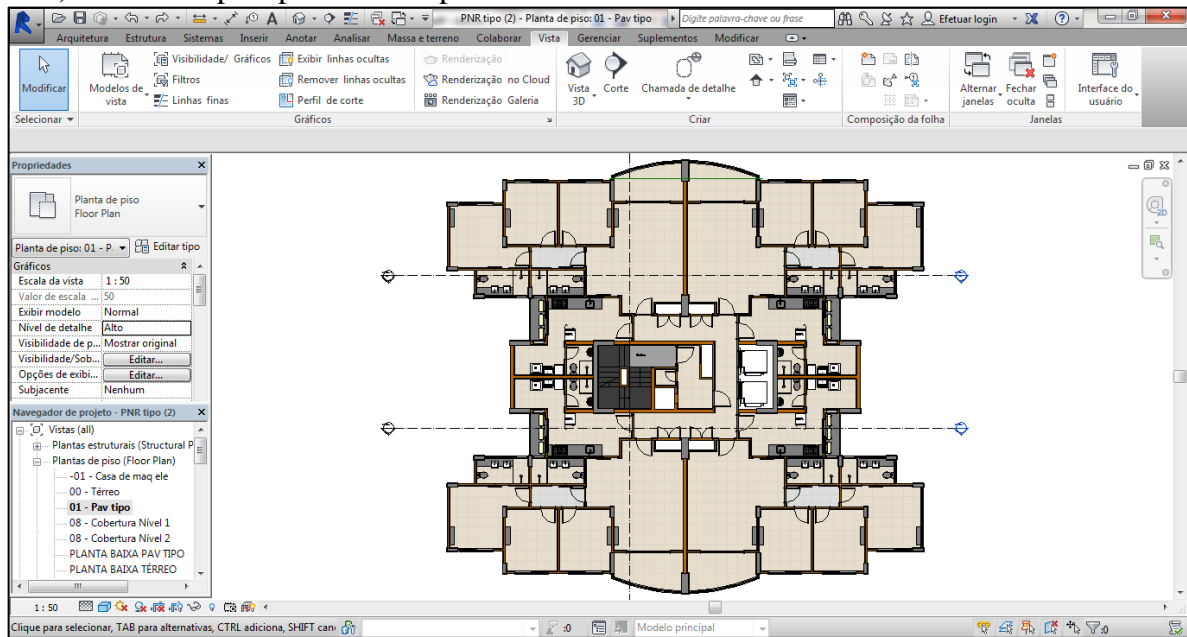 PNR tipo (2) - Planta de piso: 01 - Pav tipo
Digite palavra-chave ou frase
Efetuar login
Arquitetura Estrutura Sistemas Inserir Anotar Analisar Massa e terreno Colaborar Vista Gerenciar Suplementos Modificar
Modificar
Modelos de
vista
Visibilidade/ Gráficos
Filtros
Linhas finas
Exibir linhas ocultas
Remover linhas ocultas
Perfil de corte
Renderização
Renderização no Cloud
Renderização Galeria
Vista
3D
Corte
Chamada de detalhe
Alternar
janelas
Fechar
oculta
Interface do
usuário
Selecionar
Gráficos
Criar
Composição da folha
Janelas
Propriedades
Planta de piso
Floor Plan
Planta de piso: 01 - P. Editar tipo
Gráficos
Escala da vista 1 : 50
Valor de escala ... 50
Exibir modelo Normal
Nível de detalhe Alto
Visibilidade de p... Mostrar original
Visibilidade/Sob... Editar...
Opções de exibi... Editar...
Subjacente Nenhum
Navegador de projeto - PNR tipo (2)
Vistas (all)
Plantas estruturais (Structural P
Plantas de piso (Floor Plan)
-01 - Casa de maq ele
00 - Térreo
01 - Pav tipo
08 - Cobertura Nível 1
08 - Cobertura Nível 2
PLANTA BAIXA PAV TIPO
PLANTA BAIXA TÉRREO
2D
1 : 50
Clique para selecionar, TAB para alternativas, CTRL adiciona, SHIFT can
:0
Modelo principal
:0